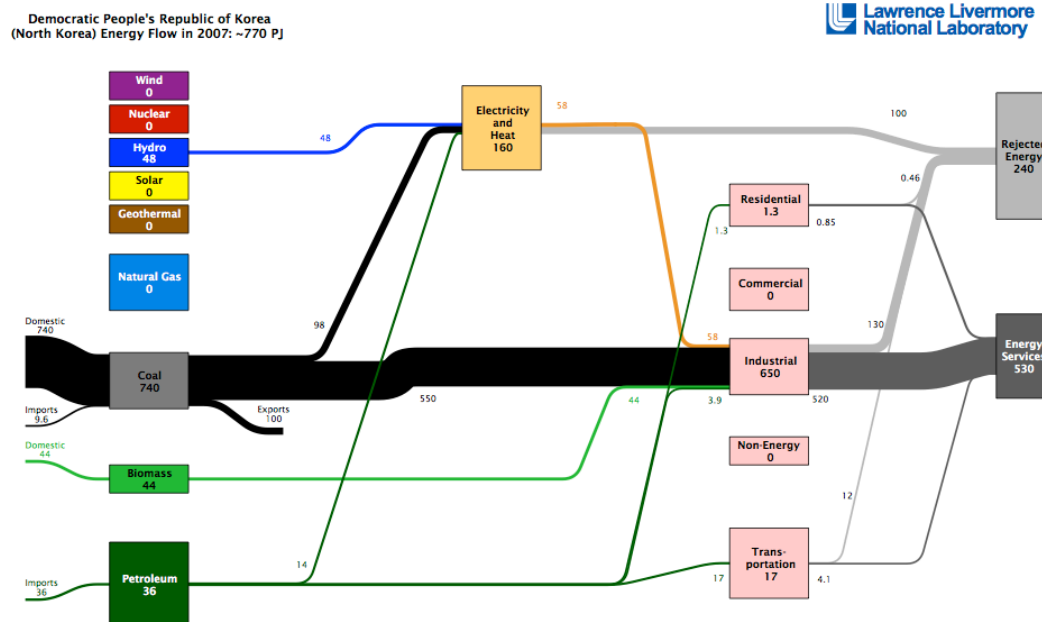 Democratic People's Republic of Korea
(North Korea) Energy Flow in 2007: ~770 PJ
Lawrence Livermore
National Laboratory
Wind
0
Nuclear
0
Hydro
48
Solar
0
Geothermal
0
Natural Gas
0
Domestic
740
Coal
740
Imports
9.6
Exports
100
Domestic
44
Biomass
44
Imports
36
Petroleum
36
48
98
550
14
Electricity
and
Heat
160
58
58
44
3.9
1.3
17
Residential
1.3
Commercial
0
Industrial
650
Non-Energy
0
Trans-
portation
17
100
0.46
0.85
130
520
12
4.1
Rejected
Energy
240
Energy
Services
530